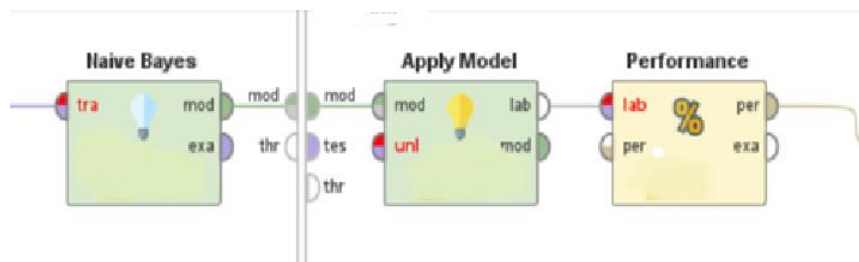 Naive Bayes
Apply Model
Performance
tra
mod
exa
mod
thr
mod
tes
thr
mod
unl
lab
mod
lab
per
%
per
exa